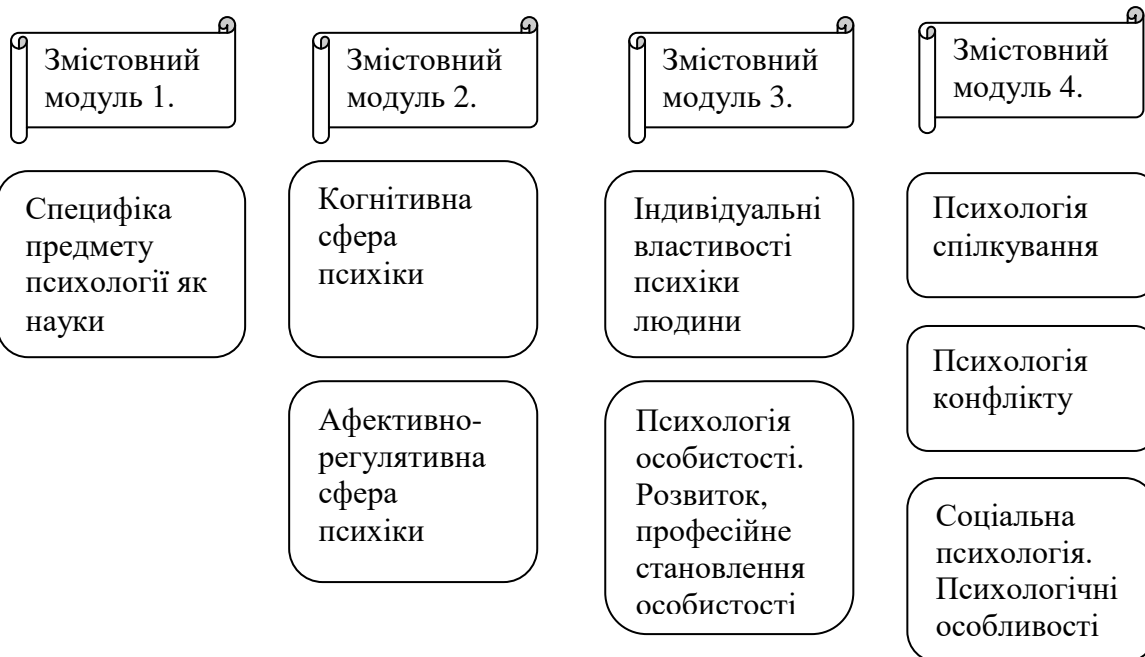 Змістовний
модуль 1.
Змістовний
модуль 2.
Змістовний
модуль 3.
Змістовний
модуль 4.
Специфіка
предмету
психології як
науки
Когнітивна
сфера
психіки
Афективно-
регулятивна
сфера
психіки
Індивідуальні
властивості
психіки
людини
Психологія
особистості.
Розвиток,
професійне
становлення
особистості
Психологія
спілкування
Психологія
конфлікту
Соціальна
психологія.
Психологічні
особливості